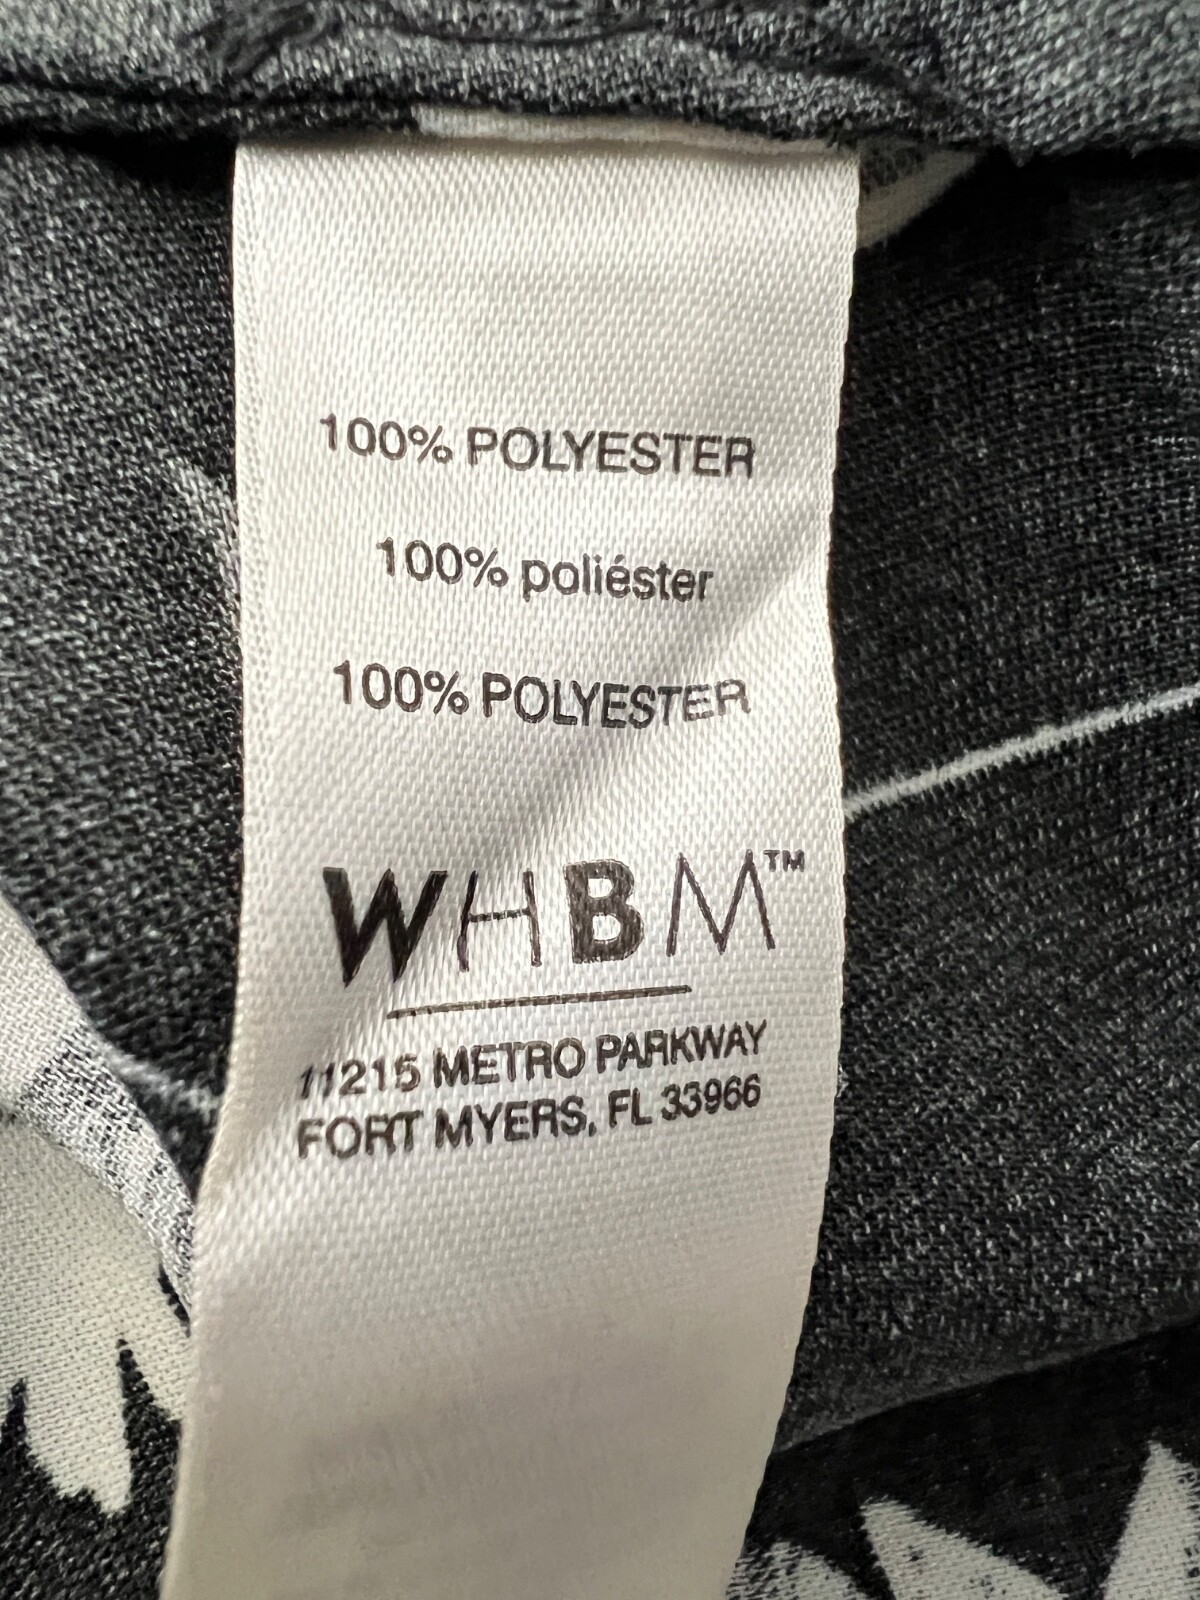 100% POLYESTER
100% poliéster
100% POLYESTER
WHBM™
11215 METRO PARKWAY
FORT MYERS, FL 33966